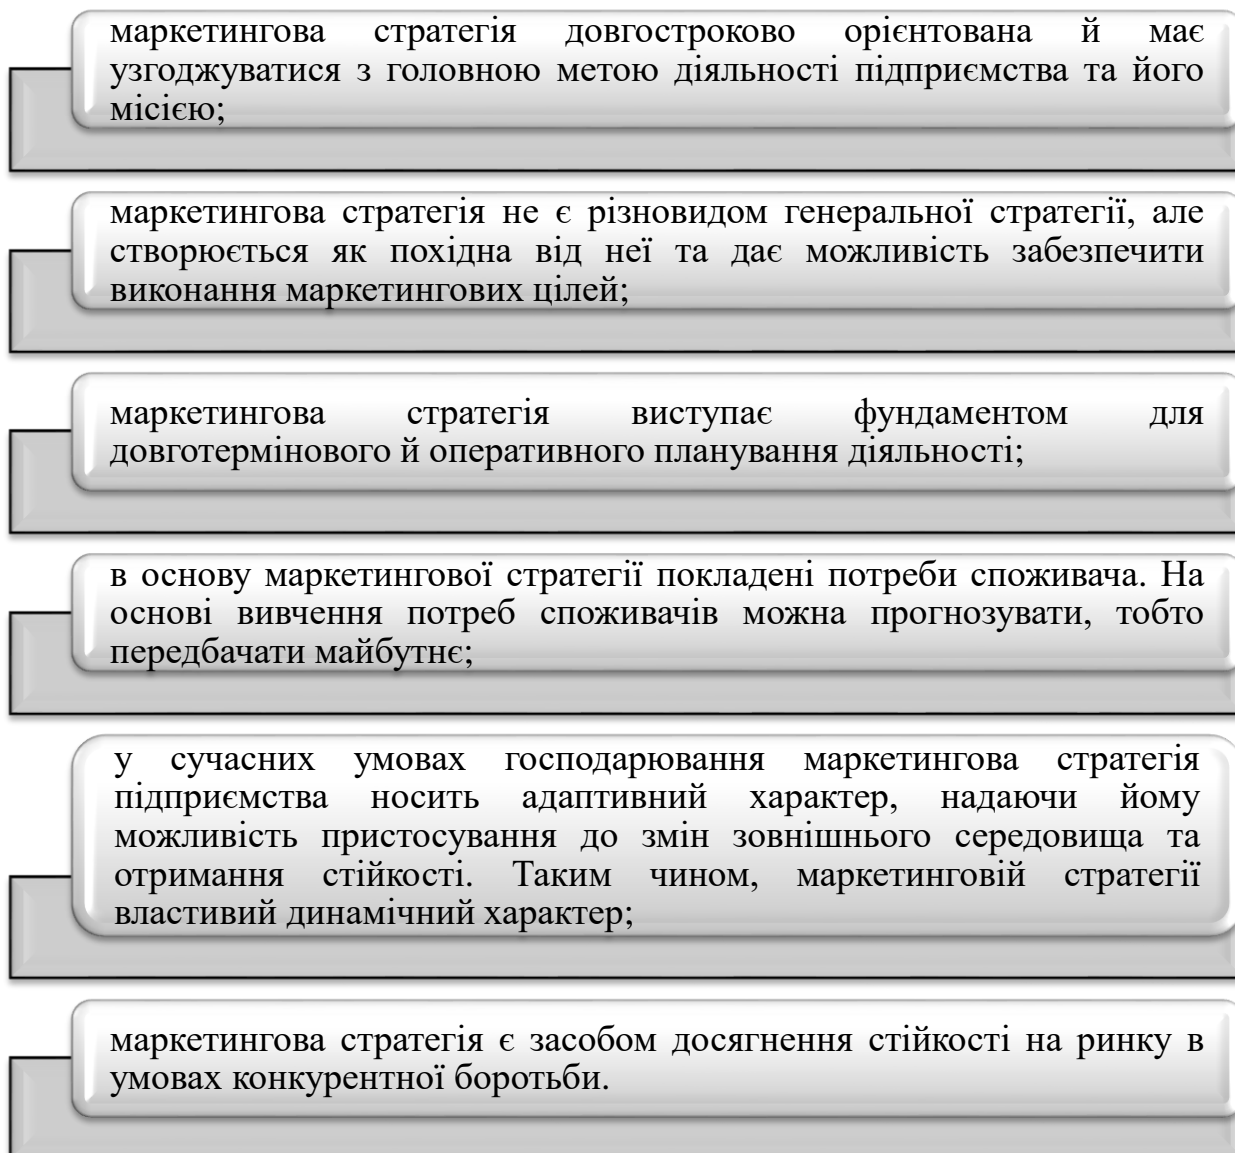 маркетингова стратегія довгостроково орієнтована й має
узгоджуватися з головною метою діяльності підприємства та його
місією;
маркетингова стратегія не є різновидом генеральної стратегії, але
створюється як похідна від неї та дає можливість забезпечити
виконання маркетингових цілей;
маркетингова стратегія виступає фундаментом для
довготермінового й оперативного планування діяльності;
в основу маркетингової стратегії покладені потреби споживача. На
основі вивчення потреб споживачів можна прогнозувати, тобто
передбачати майбутнє;
у сучасних умовах господарювання маркетингова стратегія
підприємства носить адаптивний характер, надаючи йому
можливість пристосування до змін зовнішнього середовища та
отримання стійкості. Таким чином, маркетинговій стратегії
властивий динамічний характер;
маркетингова стратегія є засобом досягнення стійкості на ринку в
умовах конкурентної боротьби.